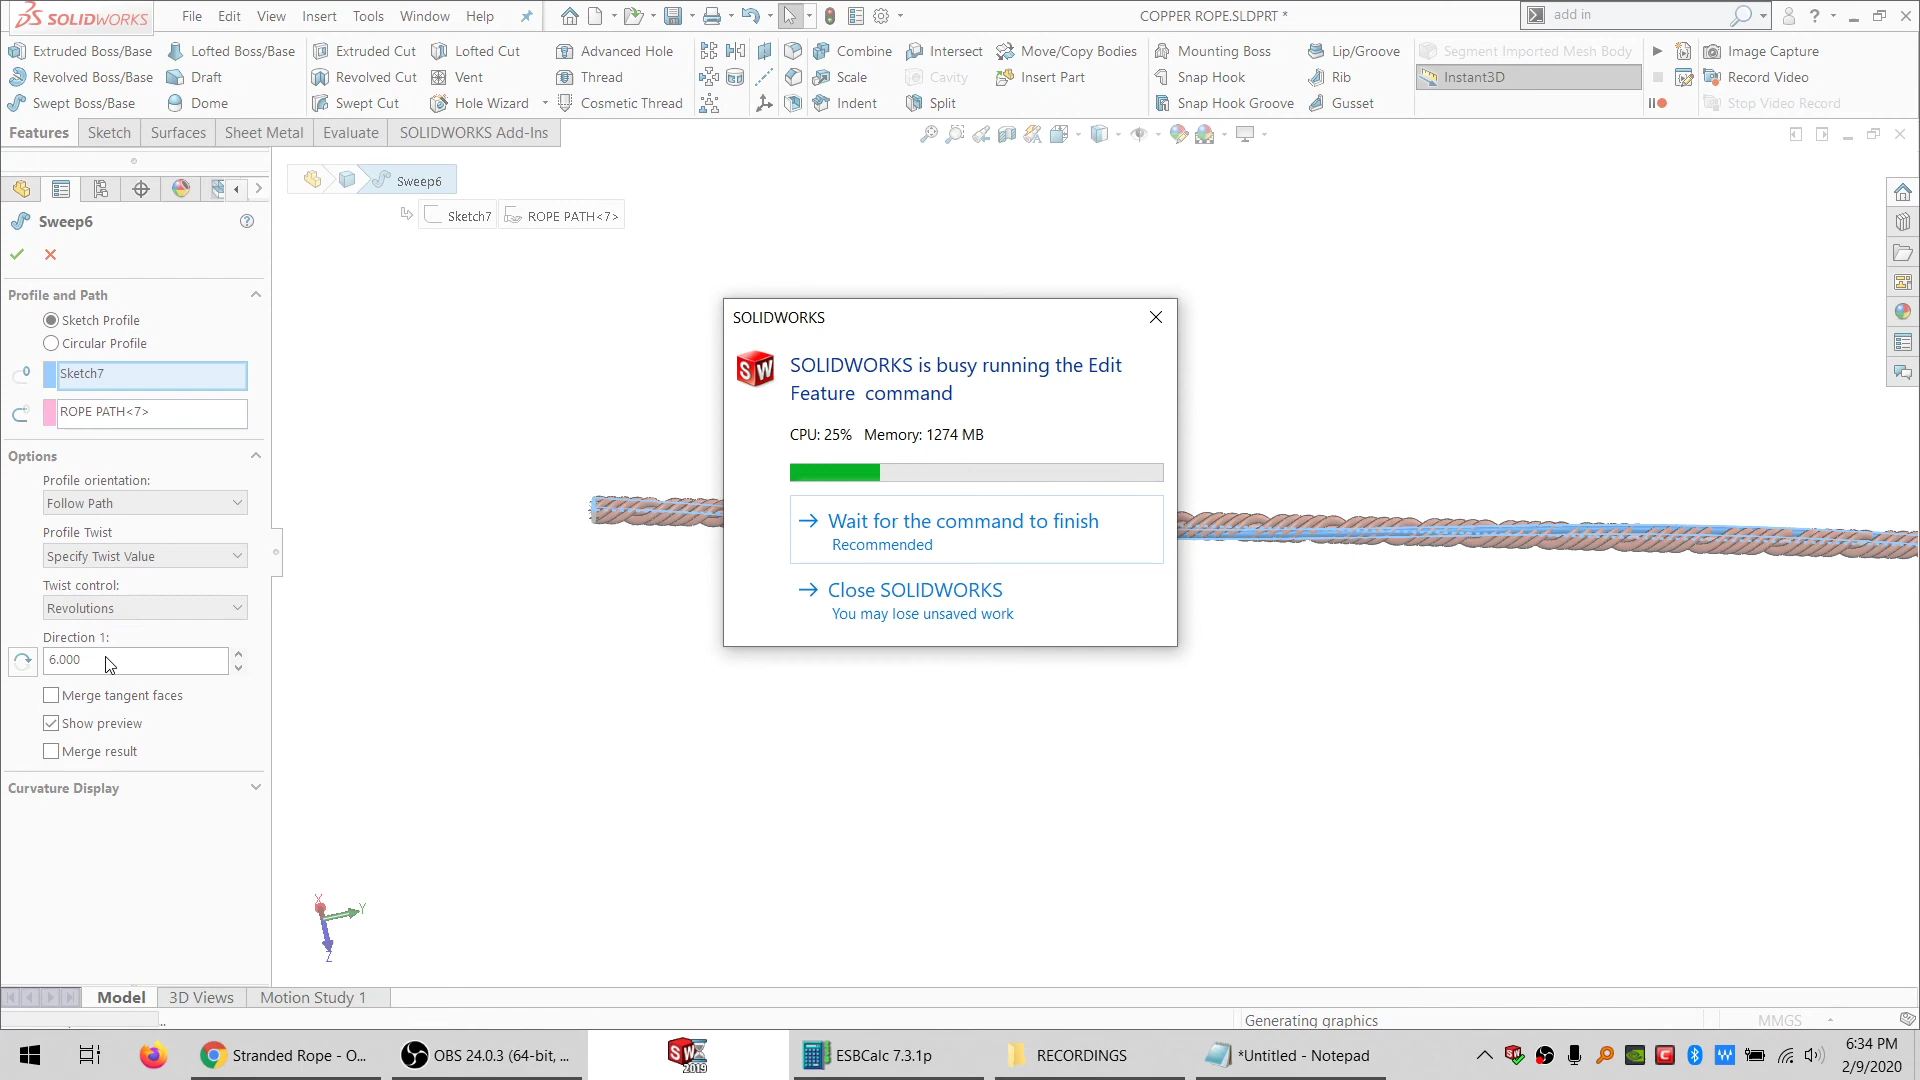 SOLIDWORKS
File Edit View Insert Tools Window Help
COPPER ROPE.SLDPRT *
add in
Extruded Boss/Base Lofted Boss/Base Extruded Cut Lofted Cut Advanced Hole Combine Intersect Move/Copy Bodies Mounting Boss Lip/Groove Segment Imported Mesh Body Image Capture
Revolved Boss/Base Draft Revolved Cut Vent Thread Scale Cavity Insert Part Snap Hook Rib Instant3D Record Video
Swept Boss/Base Dome Swept Cut Hole Wizard Cosmetic Thread Indent Split Snap Hook Groove Gusset Stop Video Record
Features Sketch Surfaces Sheet Metal Evaluate SOLIDWORKS Add-Ins
Sweep6
Sketch7 ROPE PATH<7>
Sweep6
Profile and Path
Sketch Profile
Circular Profile
Sketch7
ROPE PATH<7>
Options
Profile orientation:
Follow Path
Profile Twist
Specify Twist Value
Twist control:
Revolutions
Direction 1:
6.000
Merge tangent faces
Show preview
Merge result
Curvature Display
SOLIDWORKS
SOLIDWORKS is busy running the Edit
Feature command
CPU: 25% Memory: 1274 MB
Wait for the command to finish
Recommended
Close SOLIDWORKS
You may lose unsaved work
X
Y
Z
Model 3D Views Motion Study 1
Generating graphics
MMGS
Stranded Rope - O... OBS 24.0.3 (64-bit, ... SW 2019 ESBCalc 7.3.1p RECORDINGS *Untitled - Notepad
6:34 PM
2/9/2020